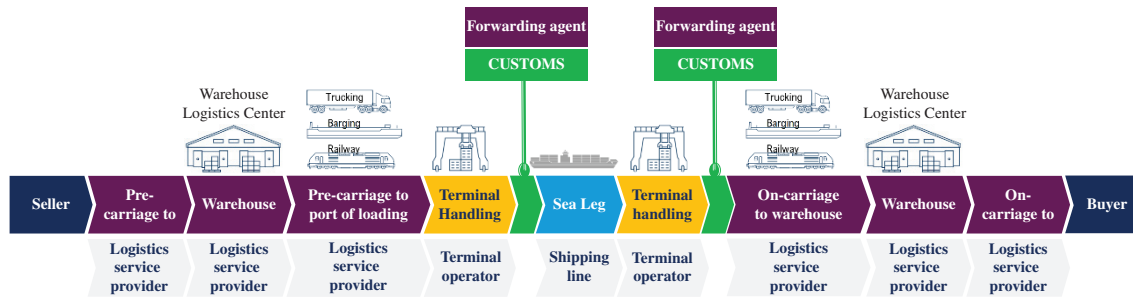 Forwarding agent
CUSTOMS
Forwarding agent
CUSTOMS
Warehouse
Logistics Center
Trucking
Barging
Railway
Trucking
Barging
Railway
Warehouse
Logistics Center
Seller
Pre-
carriage to
Warehouse
Pre-carriage to
port of loading
Terminal
Handling
Sea Leg
Terminal
handling
On-carriage
to warehouse
Warehouse
On-
carriage to
Buyer
Logistics
service
provider
Logistics
service
provider
Logistics
service
provider
Terminal
operator
Shipping
line
Terminal
operator
Logistics
service
provider
Logistics
service
provider
Logistics
service
provider